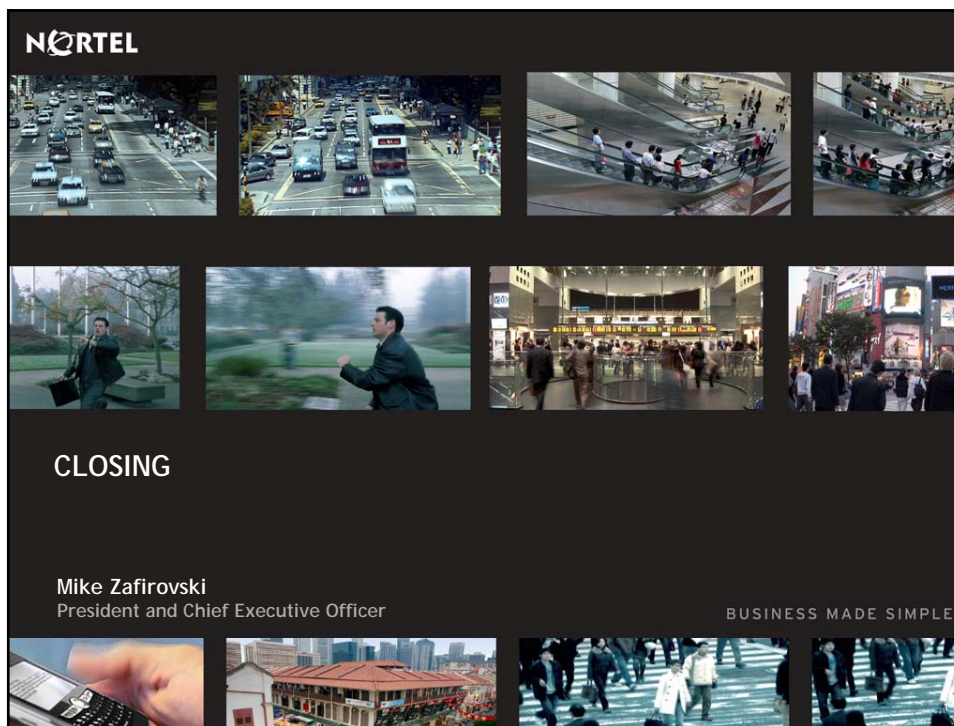 NORTEL
CLOSING
Mike Zafirovski
President and Chief Executive Officer
BUSINESS MADE SIMPLE